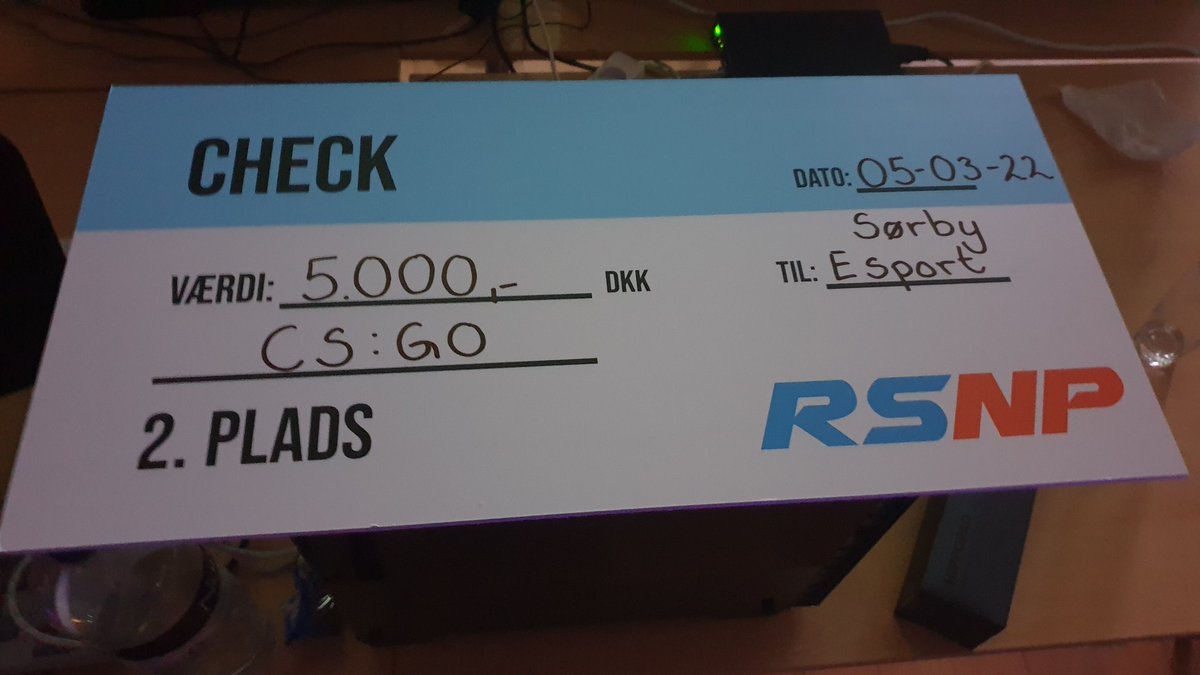 CHECK
DATO: 05-03-22
VÆRDI: 5.000,- DKK
TIL: Sørby
Esport
CS:GO
2. PLADS
RSNP